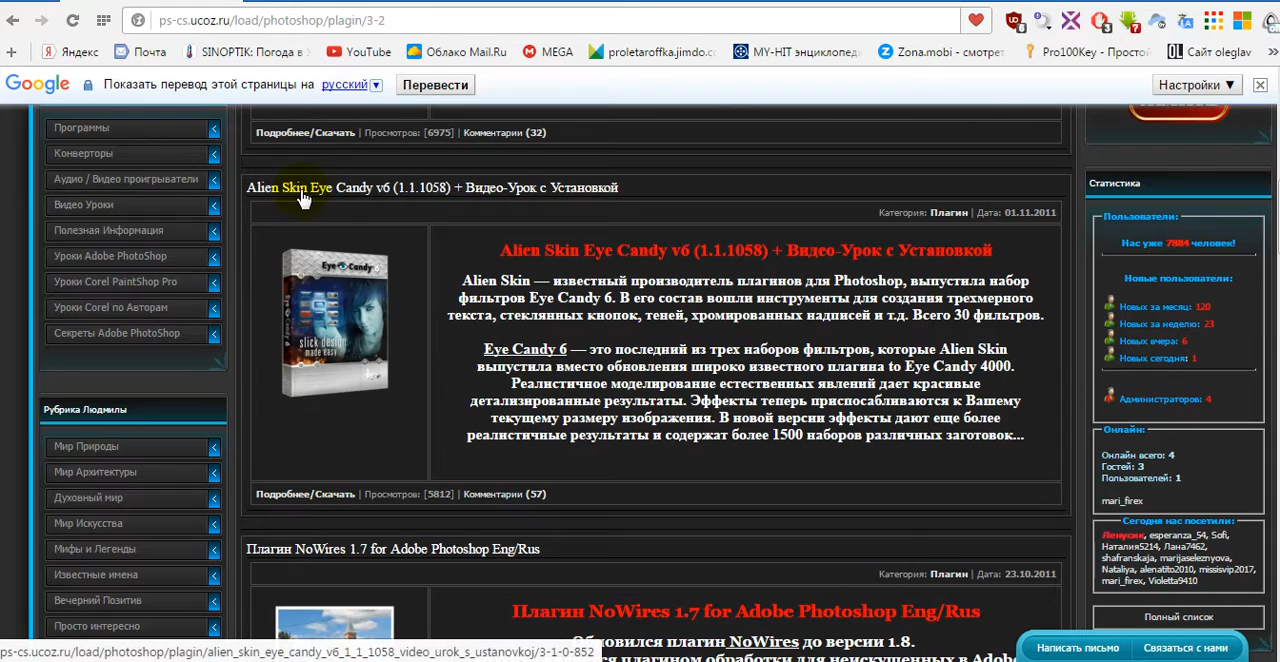 ps-cs.ucoz.ru/load/photoshop/plagin/3-2
Яндекс
Почта
SINOPTIK: Погода в
YouTube
Облако Mail.Ru
MEGA
proletaroffka.jimdo.c
MY-HIT энциклопед
Zona.mobi - смотрет
Pro100Key - Простой
Сайт oleglav
Google
Показать перевод этой страницы на русский
Перевести
Настройки ▼
Программы
Конверторы
Аудио / Видео проигрыватели
Видео Уроки
Полезная Информация
Уроки Adobe PhotoShop
Уроки Corel PaintShop Pro
Уроки Corel по Авторам
Секреты Adobe PhotoShop
Рубрика Людмилы
Мир Природы
Мир Архитектуры
Духовный мир
Мир Искусства
Мифы и Легенды
Известные имена
Вечерний Позитив
Просто интересно
Подробнее/Скачать | Просмотров: [6975] | Комментарии (32)
Alien Skin Eye Candy v6 (1.1.1058) + Видео-Урок с Установкой
Категория: Плагин | Дата: 01.11.2011
Eye Candy
slick design
made easy
Alien Skin Eye Candy v6 (1.1.1058) + Видео-Урок с Установкой
Alien Skin — известный производитель плагинов для Photoshop, выпустила набор
фильтров Eye Candy 6. В его состав вошли инструменты для создания трехмерного
текста, стеклянных кнопок, теней, хромированных надписей и т.д. Всего 30 фильтров.
Eye Candy 6 — это последний из трех наборов фильтров, которые Alien Skin
выпустила вместо обновления широко известного плагина to Eye Candy 4000.
Реалистичное моделирование естественных явлений дает красивые
детализированные результаты. Эффекты теперь приспосабливаются к Вашему
текущему размеру изображения. В новой версии эффекты дают еще более
реалистичные результаты и содержат более 1500 наборов различных заготовок...
Подробнее/Скачать | Просмотров: [5812] | Комментарии (57)
Плагин NoWires 1.7 for Adobe Photoshop Eng/Rus
Категория: Плагин | Дата: 23.10.2011
Плагин NoWires 1.7 for Adobe Photoshop Eng/Rus
Обновился плагин NoWires до версии 1.8.
плагином обработки для неискушенных в Adobe
Статистика
Пользователи:
Нас уже 7884 человек!
Новые пользователи:
Новых за месяц: 120
Новых за неделю: 23
Новых вчера: 6
Новых сегодня: 1
Администраторов: 4
Онлайн:
Онлайн всего: 4
Гостей: 3
Пользователей: 1
mari_firex
Сегодня нас посетили:
Ленусик, esperanza_54, Sofi,
Наталия5214, Лана7462,
shafranskaja, marijaseleznyova,
Nataliya, alenatito2010, missisvip2017,
mari_firex, Violetta9410
Полный список
Написать письмо
Связаться с нами
ps-cs.ucoz.ru/load/photoshop/plagin/alien_skin_eye_candy_v6_1_1_1058_video_urok_s_ustanovkoj/3-1-0-852